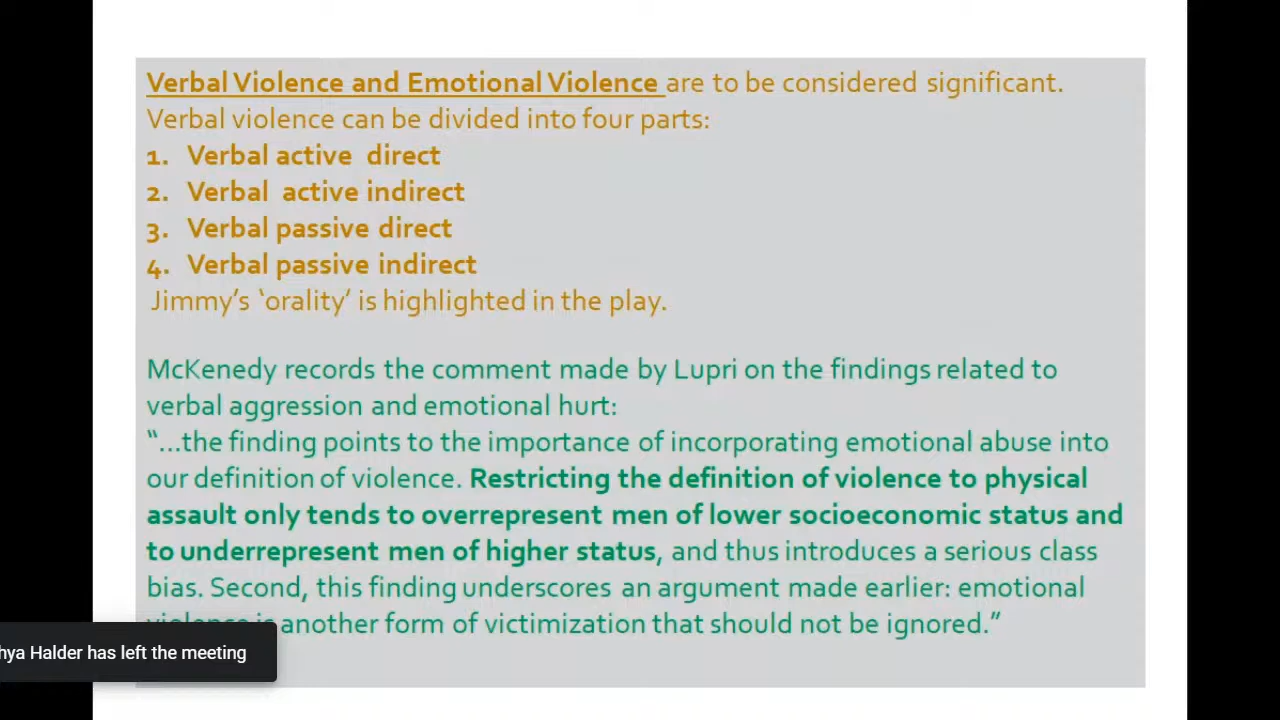 Verbal Violence and Emotional Violence are to be considered significant.
Verbal violence can be divided into four parts:
1. Verbal active direct
2. Verbal active indirect
3. Verbal passive direct
4. Verbal passive indirect
Jimmy's ‘orality’ is highlighted in the play.
McKenedy records the comment made by Lupri on the findings related to
verbal aggression and emotional hurt:
“...the finding points to the importance of incorporating emotional abuse into
our definition of violence. Restricting the definition of violence to physical
assault only tends to overrepresent men of lower socioeconomic status and
to underrepresent men of higher status, and thus introduces a serious class
bias. Second, this finding underscores an argument made earlier: emotional
another form of victimization that should not be ignored.”
hya Halder has left the meeting